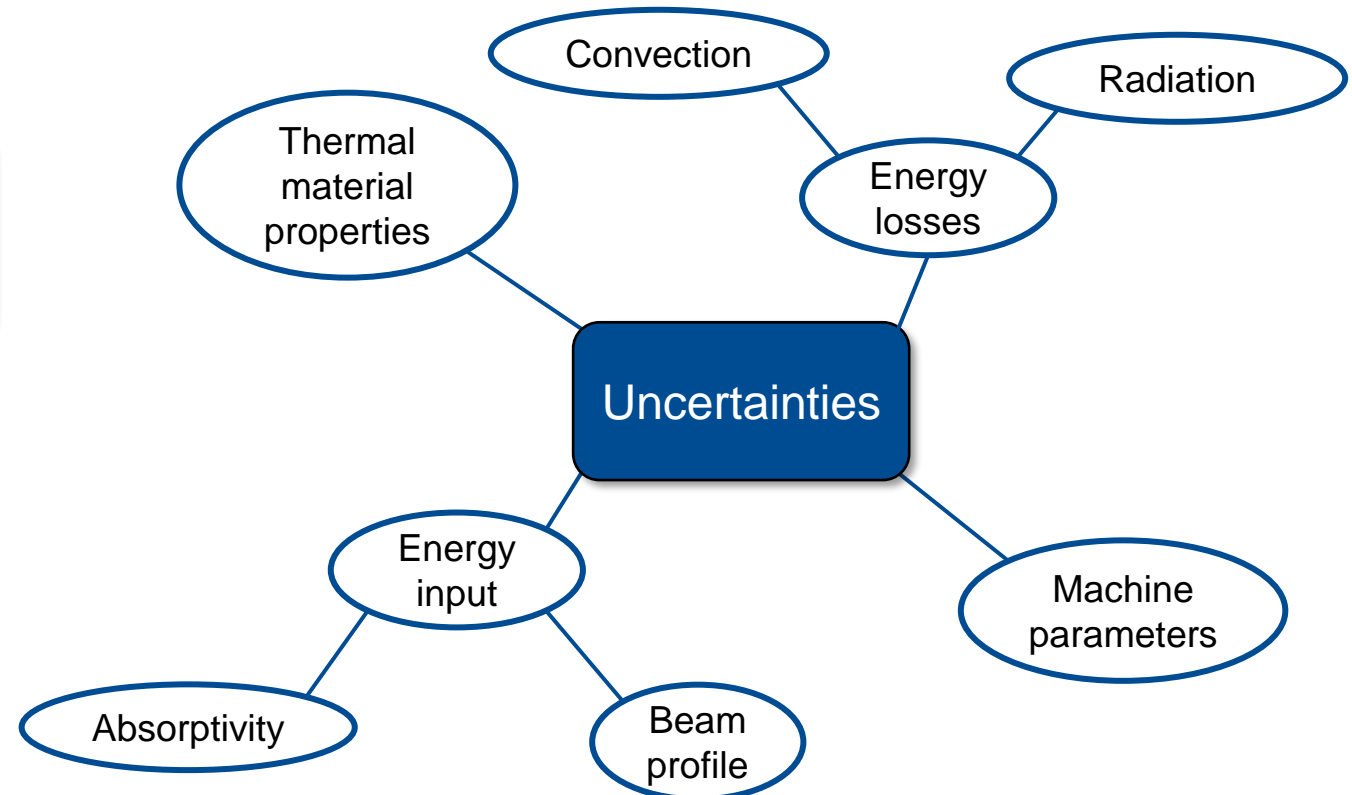 Convection
Radiation
Thermal
material
properties
Energy
losses
Uncertainties
Energy
input
Machine
parameters
Absorptivity
Beam
profile